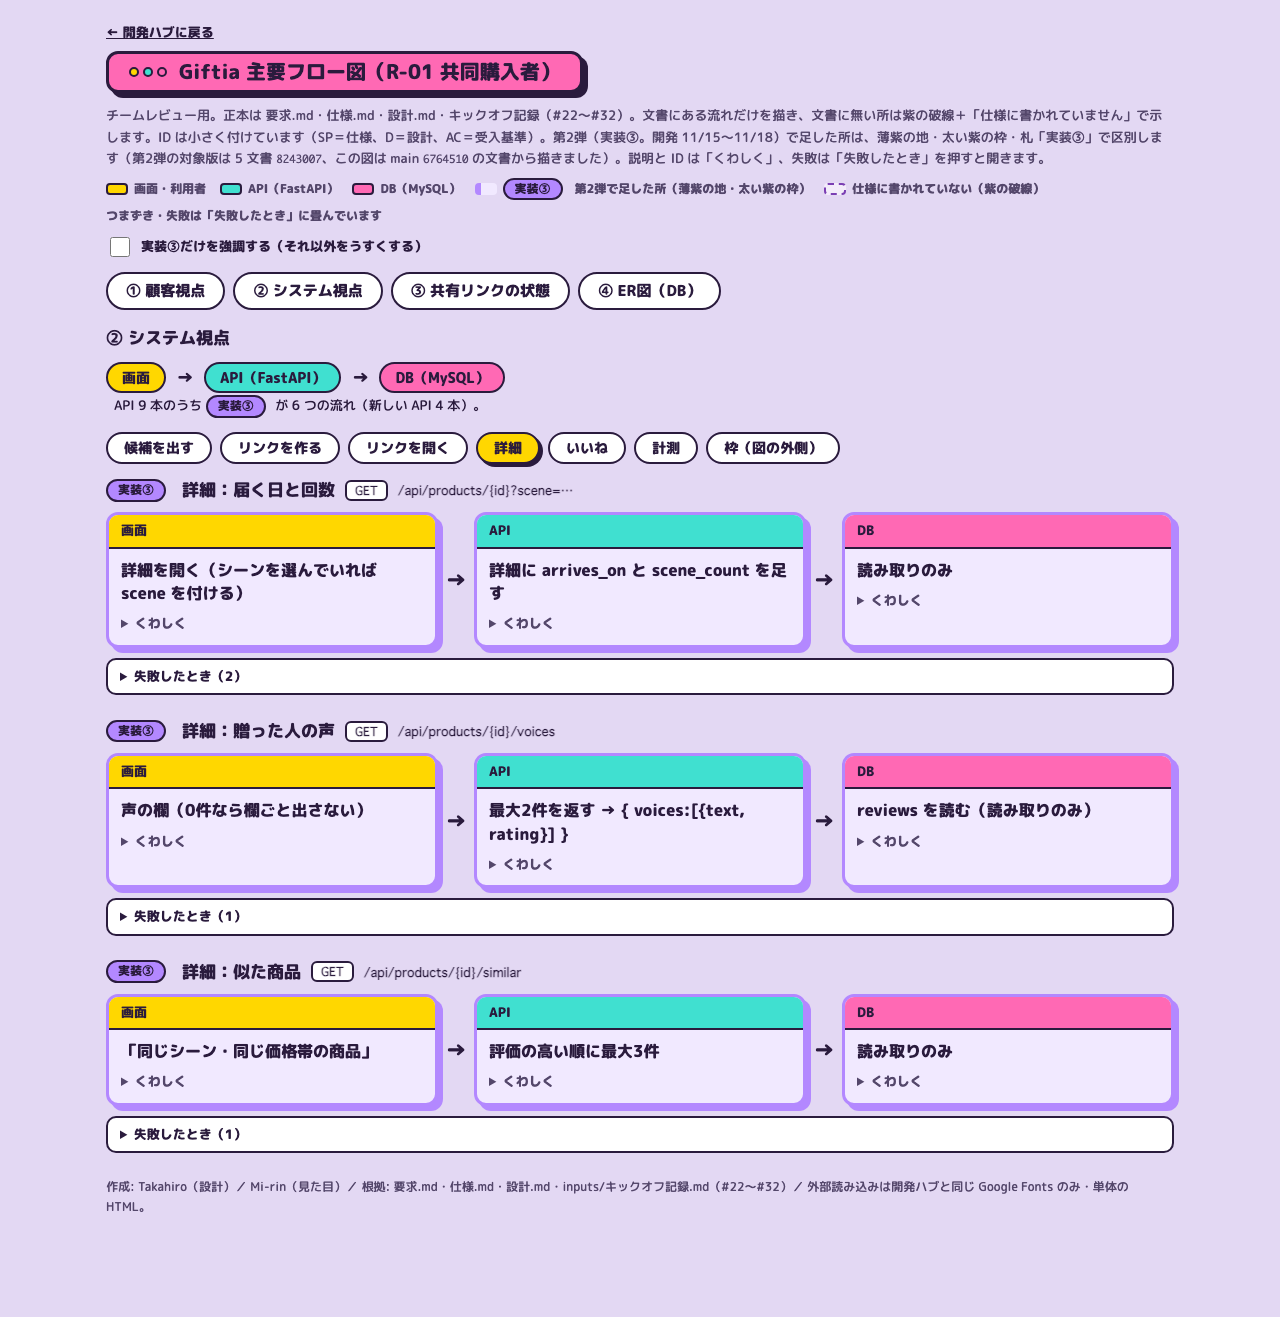 ← 開発ハブに戻る
Giftia 主要フロー図（R-01 共同購入者）
チームレビュー用。正本は 要求.md・仕様.md・設計.md・キックオフ記録（#22〜#32）。文書にある流れだけを描き、文書に無い所は紫の破線＋「仕様に書かれていません」で示
します。ID は小さく付けています（SP＝仕様、D＝設計、AC＝受入基準）。第2弾（実装③。開発 11/15〜11/18）で足した所は、薄紫の地・太い紫の枠・札「実装③」で区別しま
す（第2弾の対象版は 5 文書 8243007、この図は main 6764510 の文書から描きました）。説明と ID は「くわしく」、失敗は「失敗したとき」を押すと開きます。
画面・利用者 API（FastAPI） DB（MySQL） 実装③ 第2弾で足した所（薄紫の地・太い紫の枠） 仕様に書かれていない（紫の破線）
つまずき・失敗は「失敗したとき」に畳んでいます
実装③だけを強調する（それ以外をうすくする）
① 顧客視点 ② システム視点 ③ 共有リンクの状態 ④ ER図（DB）
② システム視点
画面 → API（FastAPI） → DB（MySQL）
API 9 本のうち 実装③ が 6 つの流れ（新しい API 4 本）。
候補を出す リンクを作る リンクを開く 詳細 いいね 計測 枠（図の外側）
実装③ 詳細：届く日と回数 GET /api/products/{id}?scene=…
画面
詳細を開く（シーンを選んでいれば
scene を付ける）
▶ くわしく
→
API
詳細に arrives_on と scene_count を足
す
▶ くわしく
→
DB
読み取りのみ
▶ くわしく
▶ 失敗したとき（2）
実装③ 詳細：贈った人の声 GET /api/products/{id}/voices
画面
声の欄（0件なら欄ごと出さない）
▶ くわしく
→
API
最大2件を返す → { voices:[{text,
rating}] }
▶ くわしく
→
DB
reviews を読む（読み取りのみ）
▶ くわしく
▶ 失敗したとき（1）
実装③ 詳細：似た商品 GET /api/products/{id}/similar
画面
「同じシーン・同じ価格帯の商品」
▶ くわしく
→
API
評価の高い順に最大3件
▶ くわしく
→
DB
読み取りのみ
▶ くわしく
▶ 失敗したとき（1）
作成: Takahiro（設計）／ Mi-rin（見た目）／ 根拠: 要求.md・仕様.md・設計.md・inputs/キックオフ記録.md（#22〜#32）／ 外部読み込みは開発ハブと同じ Google Fonts のみ・単体の
HTML。